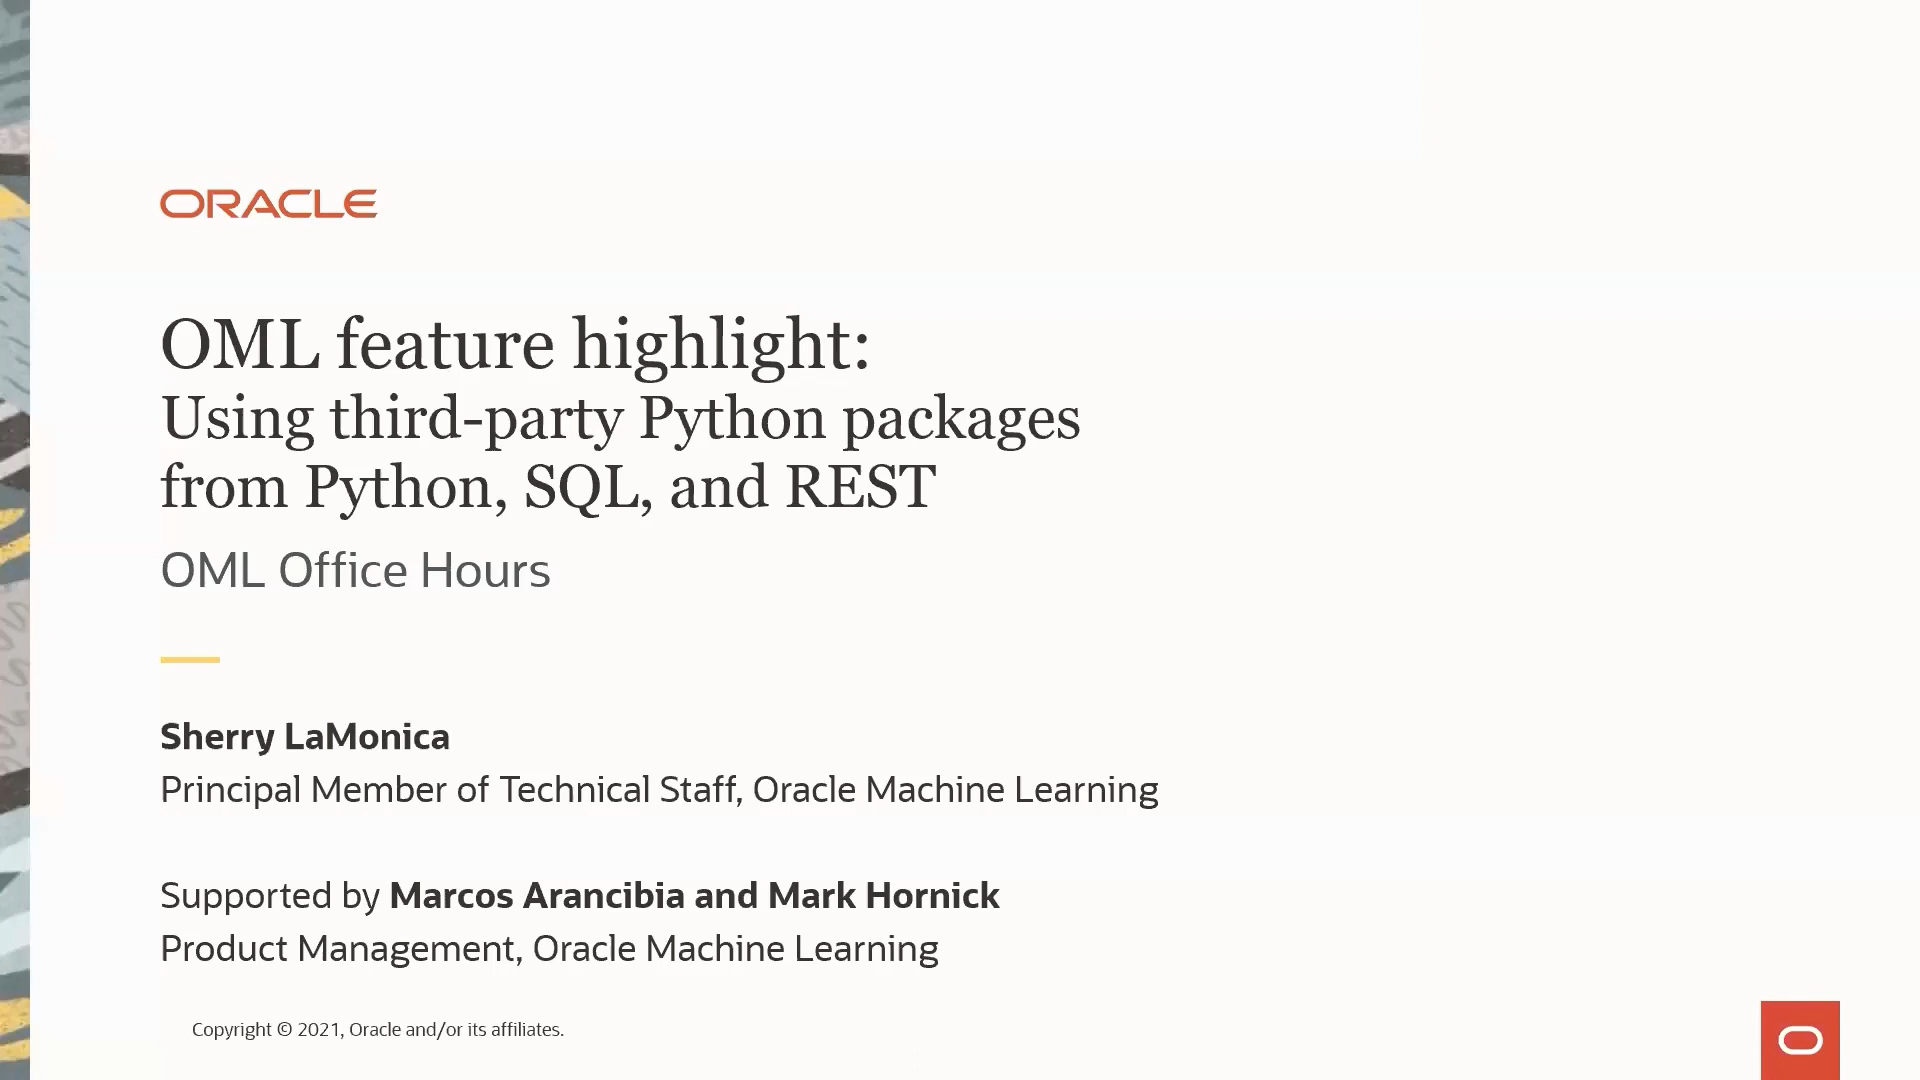 ORACLE
OML feature highlight:
Using third-party Python packages
from Python, SQL, and REST
OML Office Hours
Sherry LaMonica
Principal Member of Technical Staff, Oracle Machine Learning
Supported by Marcos Arancibia and Mark Hornick
Product Management, Oracle Machine Learning
Copyright © 2021, Oracle and/or its affiliates.